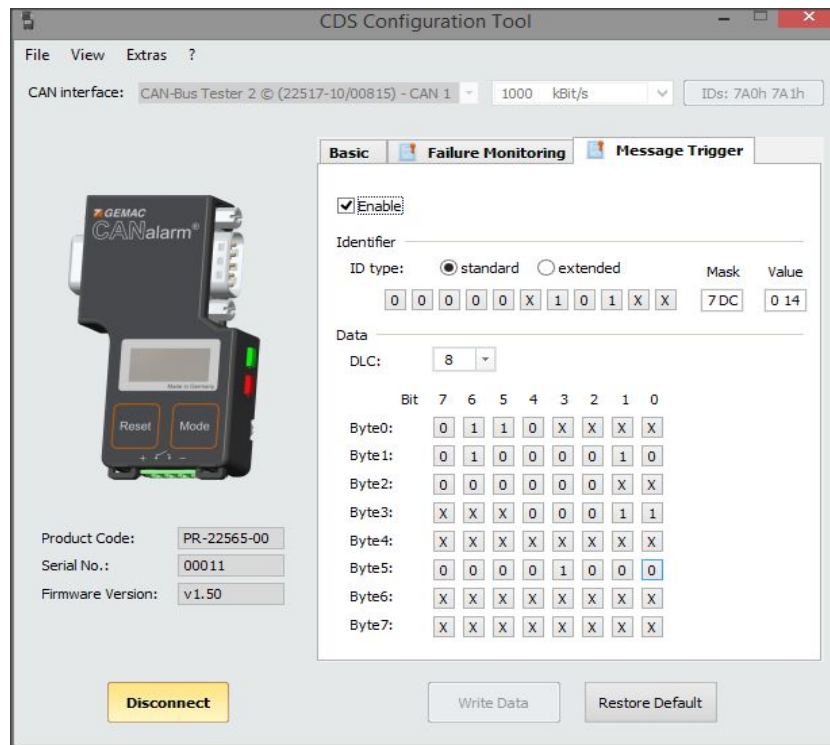 CDS Configuration Tool
File View Extras ?
CAN interface: CAN-Bus Tester 2 © (22517-10/00815) - CAN 1 1000 kBit/s IDs: 7A0h 7A1h
Basic Failure Monitoring Message Trigger
Enable
Identifier
ID type: standard extended Mask Value
0 0 0 0 0 X 1 0 1 X X 7DC 0 14
Data
DLC: 8
Bit 7 6 5 4 3 2 1 0
Byte0: 0 1 1 0 X X X X
Byte1: 0 1 0 0 0 0 1 0
Byte2: 0 0 0 0 0 0 X X
Byte3: X X X 0 0 0 1 1
Byte4: X X X X X X X X
Byte5: 0 0 0 0 1 0 0 0
Byte6: X X X X X X X X
Byte7: X X X X X X X X
GEMAC
CANalarm®
Made in Germany
Reset Mode
+ -
Product Code: PR-22565-00
Serial No.: 00011
Firmware Version: v1.50
Disconnect Write Data Restore Default